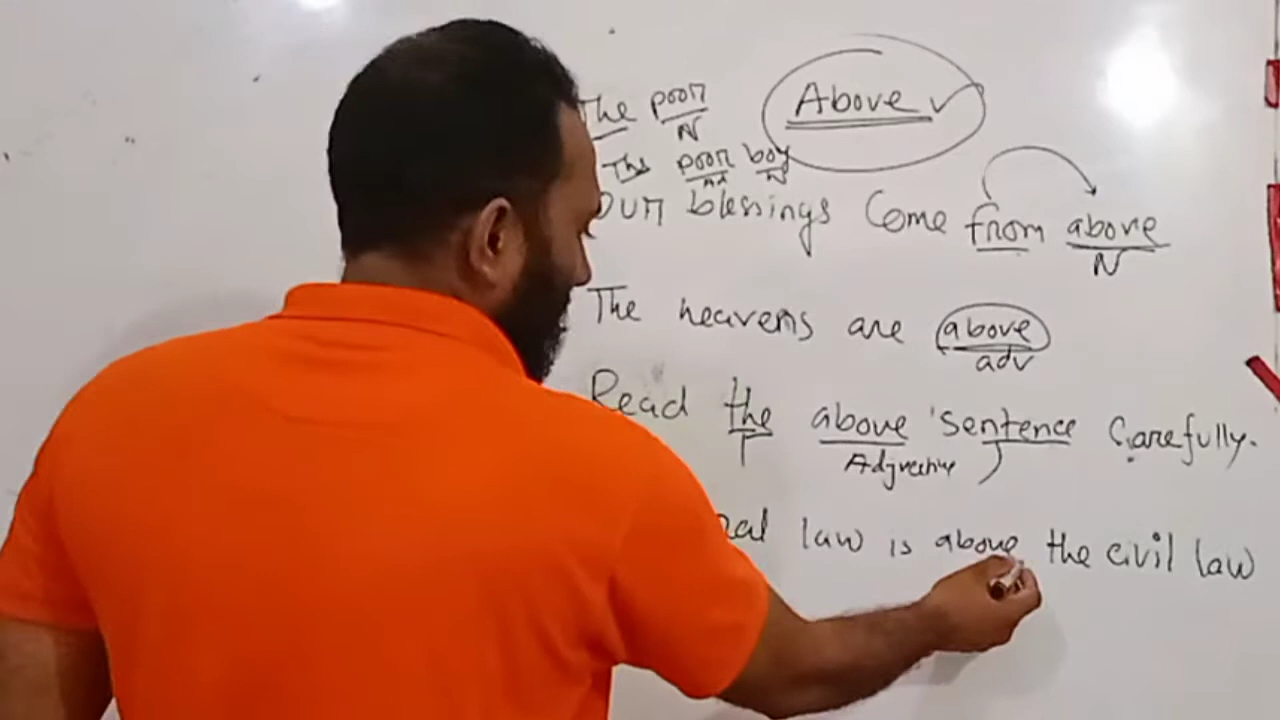 The poor
Above
N
The poor boy
Ad N
our blessings Come from above
N
The heavens are above
adv
Read the above sentence Carefully.
T
Adjective
law is above the civil law